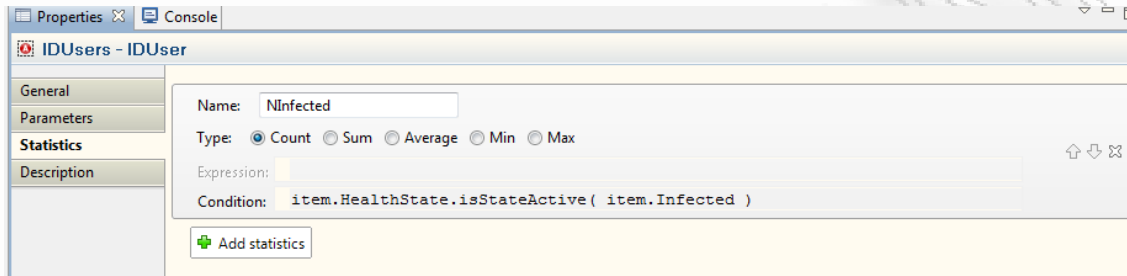 Properties Console
IDUsers - IDUser
General
Parameters
Statistics
Description
Name: NInfected
Type: Count Sum Average Min Max
Expression:
Condition: item.HealthState.isStateActive( item.Infected )
Add statistics